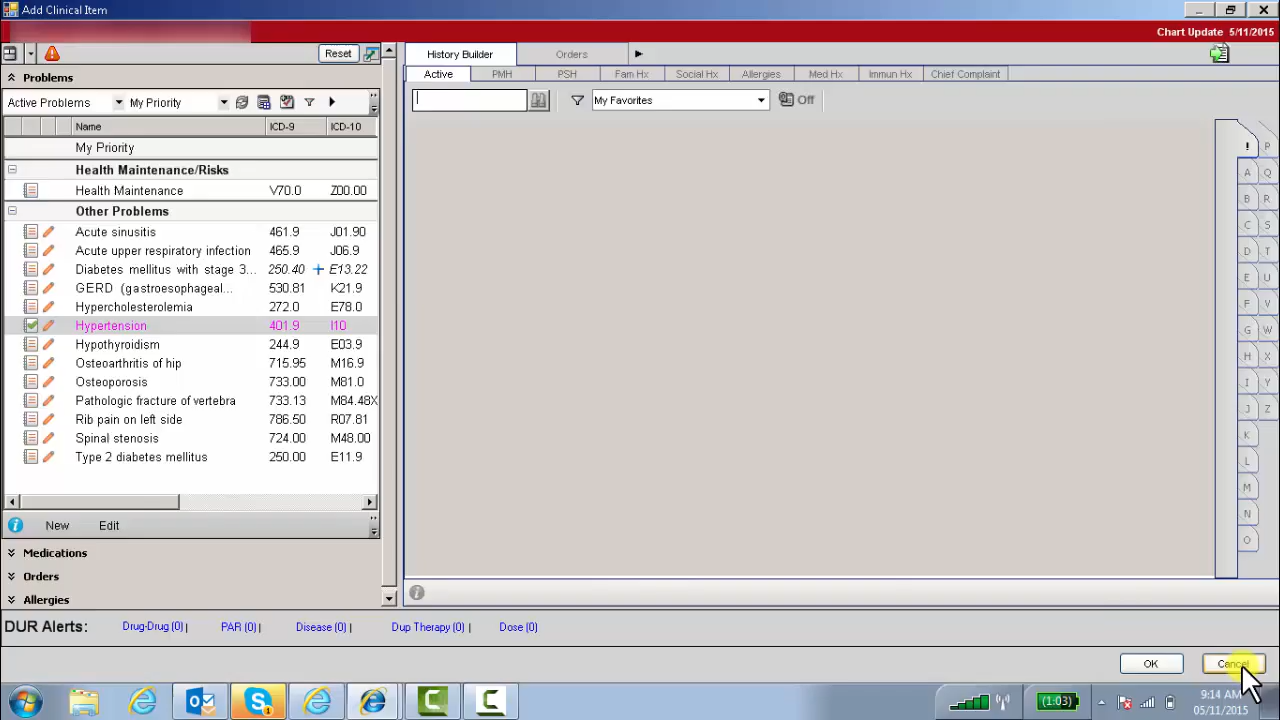 Add Clinical Item
Chart Update 5/11/2015
Reset
History Builder Orders
Problems
Active PMH PSH Fam Hx Social Hx Allergies Med Hx Immun Hx Chief Complaint
Active Problems My Priority
My Favorites Off
Name ICD-9 ICD-10
My Priority
Health Maintenance/Risks
Health Maintenance V70.0 Z00.00
Other Problems
Acute sinusitis 461.9 J01.90
Acute upper respiratory infection 465.9 J06.9
Diabetes mellitus with stage 3... 250.40 E13.22
GERD (gastroesophageal... 530.81 K21.9
Hypercholesterolemia 272.0 E78.0
Hypertension 401.9 I10
Hypothyroidism 244.9 E03.9
Osteoarthritis of hip 715.95 M16.9
Osteoporosis 733.00 M81.0
Pathologic fracture of vertebra 733.13 M84.48X
Rib pain on left side 786.50 R07.81
Spinal stenosis 724.00 M48.00
Type 2 diabetes mellitus 250.00 E11.9
! P
A Q
B R
C S
D T
E U
F V
G W
H X
I Y
J Z
K
L
M
N
O
New Edit
Medications
Orders
Allergies
DUR Alerts: Drug-Drug (0) | PAR (0) | Disease (0) | Dup Therapy (0) | Dose (0)
OK Cancel
(1:03)
9:14 AM
05/11/2015